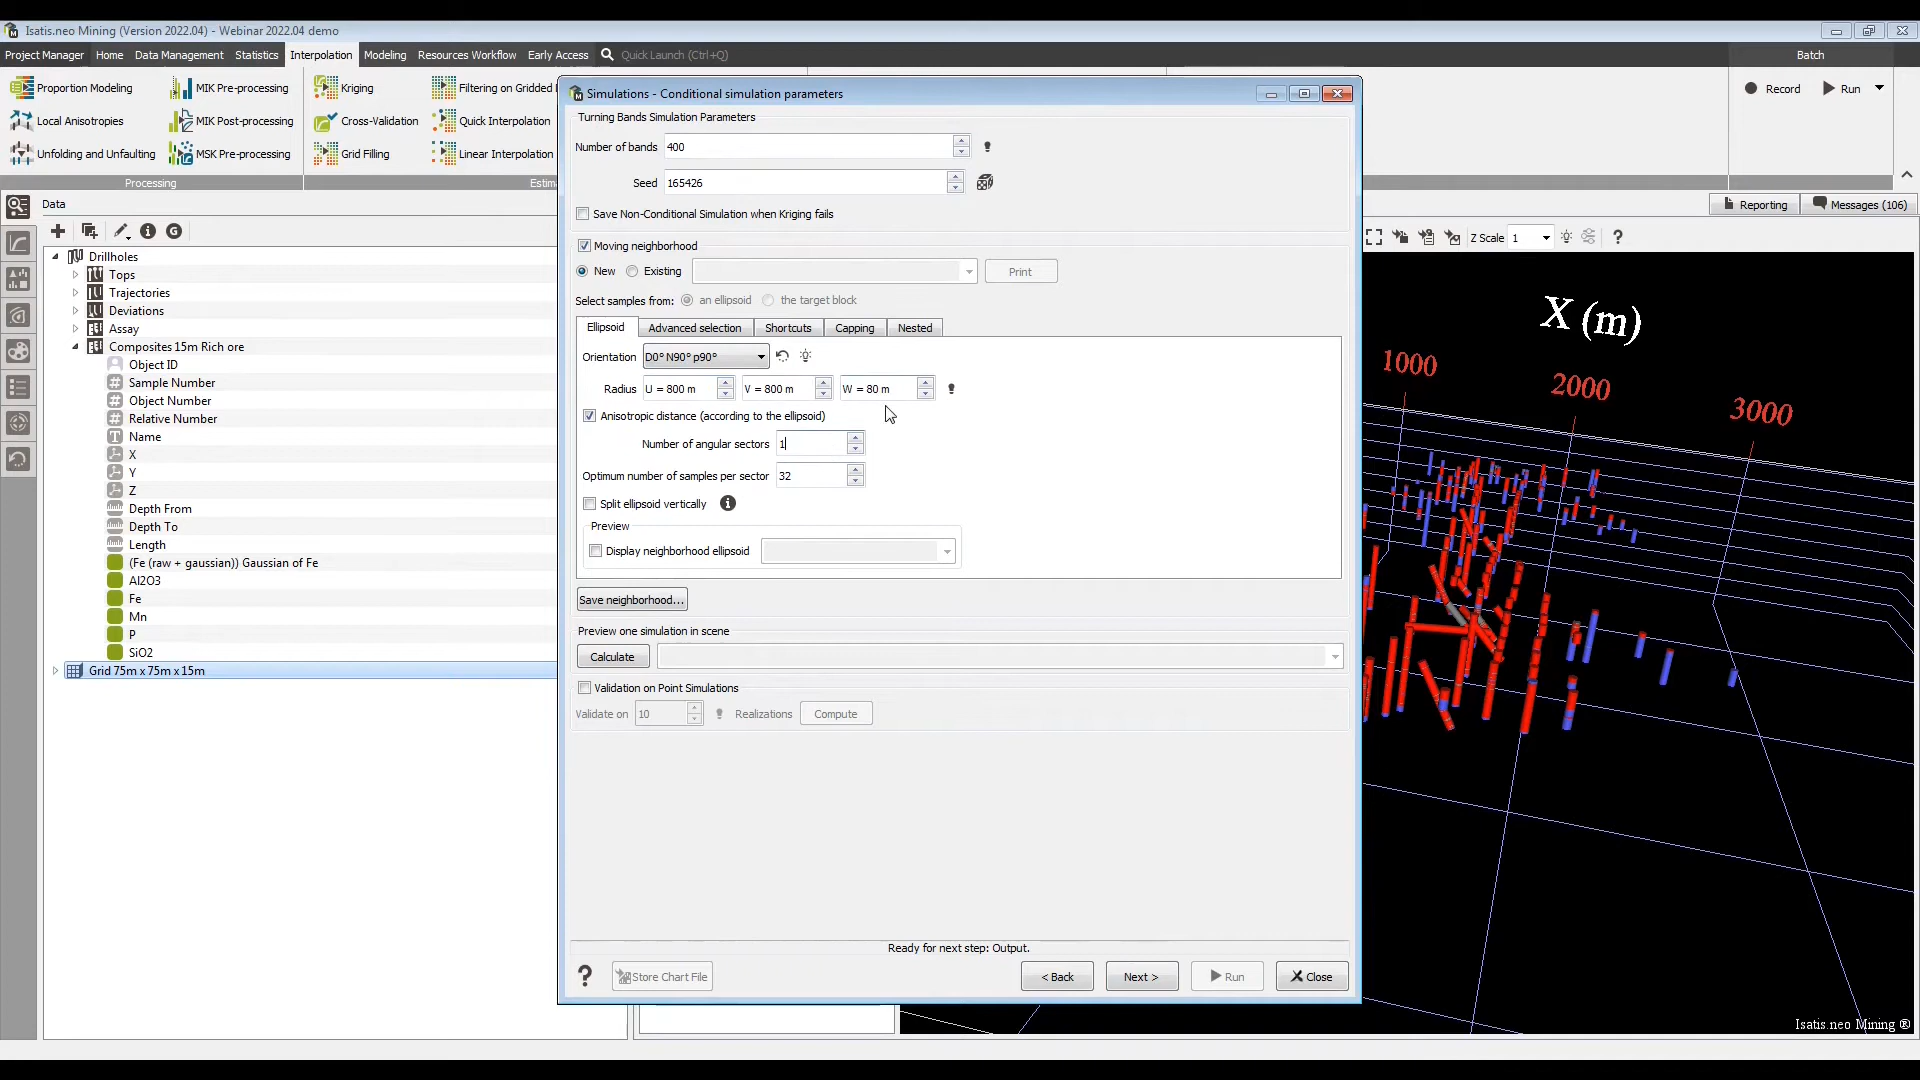 Isatis.neo Mining (Version 2022.04) - Webinar 2022.04 demo
Project Manager Home Data Management Statistics Interpolation Modeling Resources Workflow Early Access Quick Launch (Ctrl+Q) Batch
Proportion Modeling MIK Pre-processing Kriging Filtering on Gridded Record Run
Local Anisotropies MIK Post-processing Cross-Validation Quick Interpolation
Unfolding and Unfaulting MSK Pre-processing Grid Filling Linear Interpolation
Processing
Data
Drillholes
Tops
Trajectories
Deviations
Assay
Composites 15m Rich ore
Object ID
Sample Number
Object Number
Relative Number
Name
X
Y
Z
Depth From
Depth To
Length
(Fe (raw + gaussian)) Gaussian of Fe
Al2O3
Fe
Mn
P
SiO2
Grid 75m x 75m x 15m
Simulations - Conditional simulation parameters
Turning Bands Simulation Parameters
Number of bands 400
Seed 165426
Save Non-Conditional Simulation when Kriging fails
Moving neighborhood
New Existing Print
Select samples from: an ellipsoid the target block
Ellipsoid Advanced selection Shortcuts Capping Nested
Orientation D0° N90° p90°
Radius U = 800 m V = 800 m W = 80 m
Anisotropic distance (according to the ellipsoid)
Number of angular sectors 1
Optimum number of samples per sector 32
Split ellipsoid vertically
Preview
Display neighborhood ellipsoid
Save neighborhood...
Preview one simulation in scene
Calculate
Validation on Point Simulations
Validate on 10 Realizations Compute
Ready for next step: Output.
? Store Chart File < Back Next > Run Close
Reporting Messages (106)
Z Scale 1 ?
X (m)
1000
2000
3000
Isatis.neo Mining ®